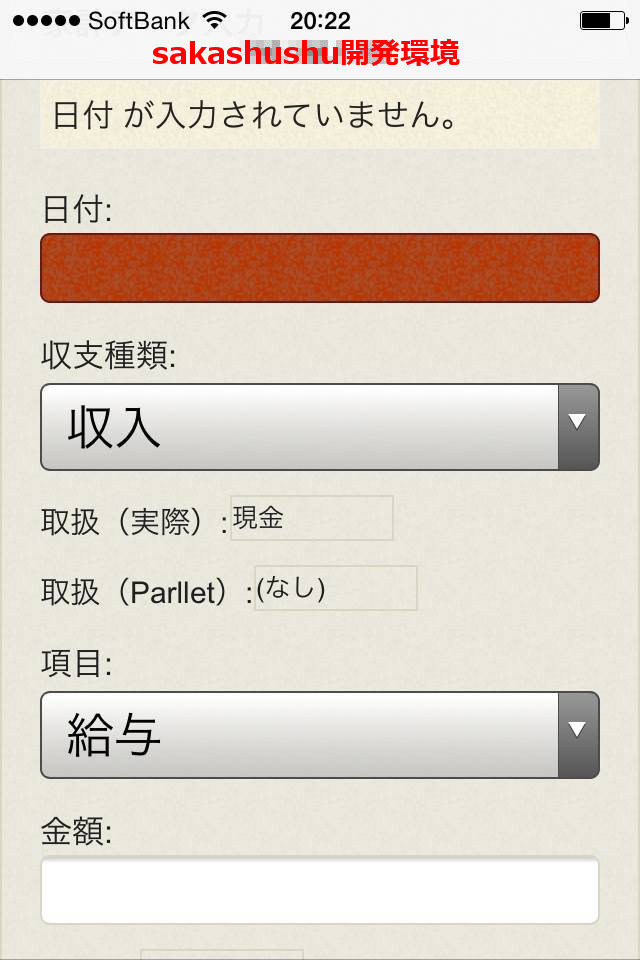 SoftBank 20:22
sakashushu開発環境
日付 が入力されていません。
日付:
収支種類:
収入
取扱（実際）: 現金
取扱（Parllet）: (なし)
項目:
給与
金額: